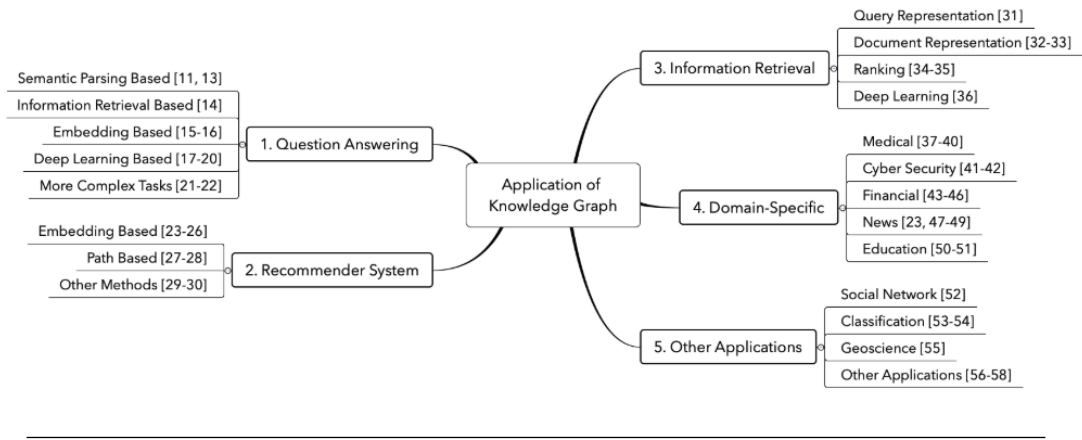 Application of
Knowledge Graph
1. Question Answering
Semantic Parsing Based [11, 13]
Information Retrieval Based [14]
Embedding Based [15-16]
Deep Learning Based [17-20]
More Complex Tasks [21-22]
2. Recommender System
Embedding Based [23-26]
Path Based [27-28]
Other Methods [29-30]
3. Information Retrieval
Query Representation [31]
Document Representation [32-33]
Ranking [34-35]
Deep Learning [36]
4. Domain-Specific
Medical [37-40]
Cyber Security [41-42]
Financial [43-46]
News [23, 47-49]
Education [50-51]
5. Other Applications
Social Network [52]
Classification [53-54]
Geoscience [55]
Other Applications [56-58]